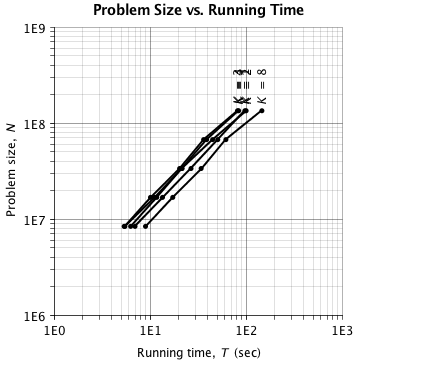 Problem Size vs. Running Time
1E9
1E8
1E7
1E6
Problem size, N
K = 2
K = 8
1E0
1E1
1E2
1E3
Running time, T (sec)